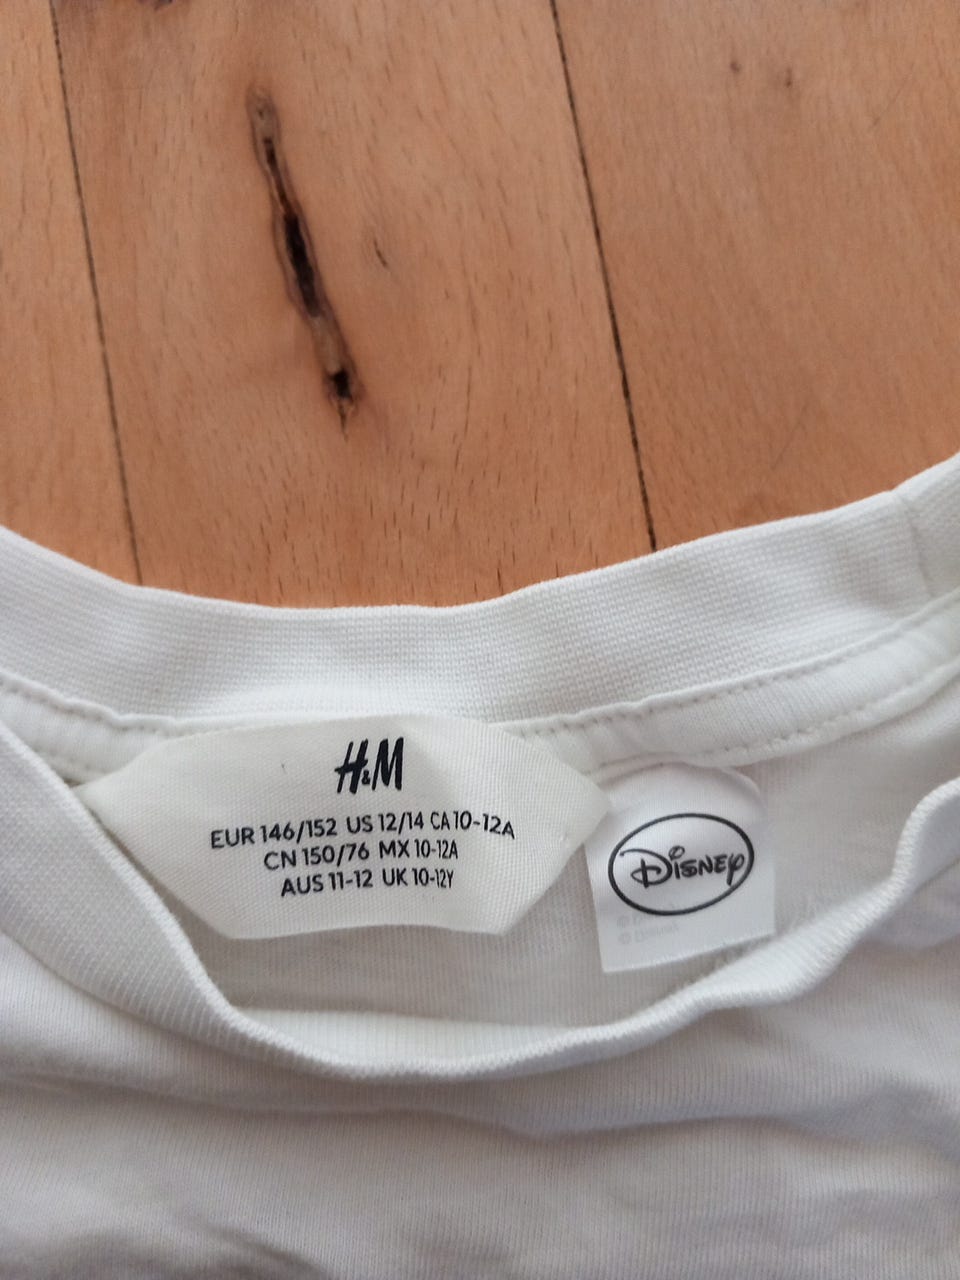 H&M
EUR 146/152 US 12/14 CA 10-12A
CN 150/76 MX 10-12A
AUS 11-12 UK 10-12Y
Disney
© Disney